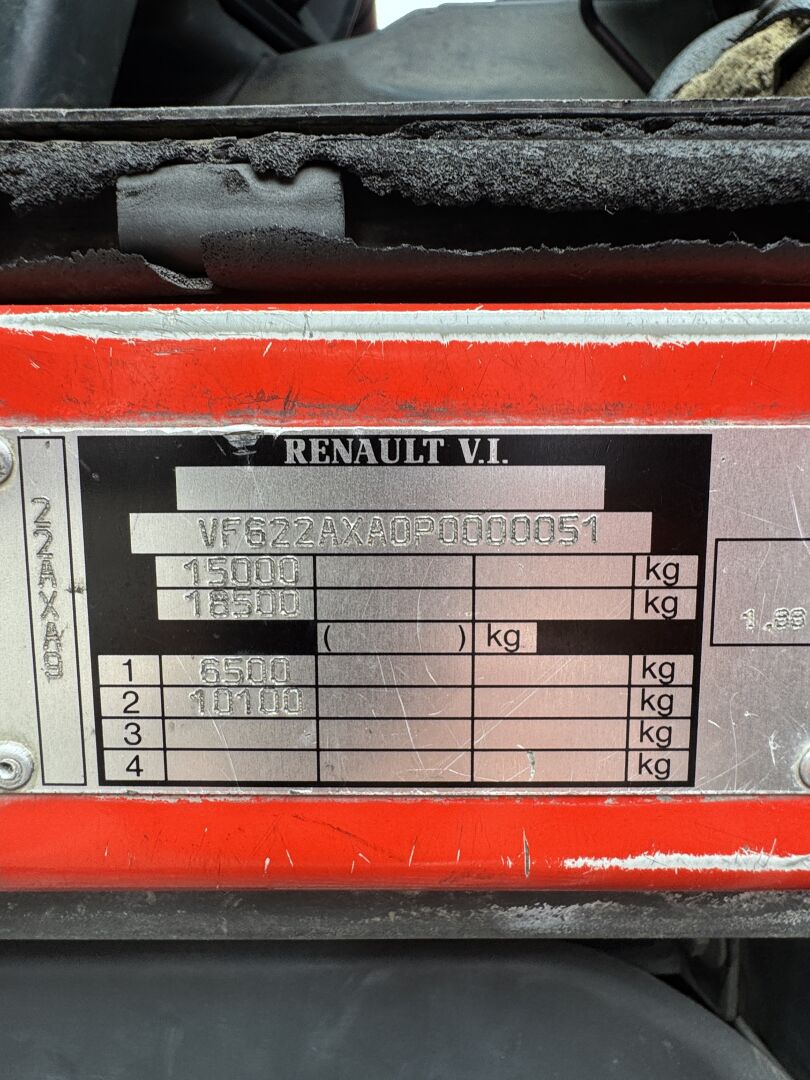 RENAULT V.I.
VF622AXA0P0000051
15000 kg
18500 kg
( ) kg
1 6500 kg
2 10100 kg
3 kg
4 kg
22AXA9